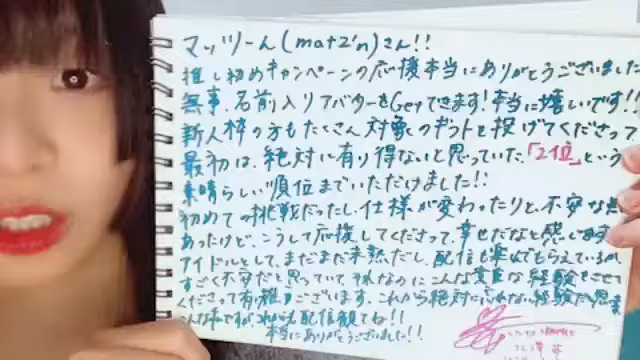 マッツーん(mat2'n)さん!!
推し初めキャンペーンの応援本当にありがとうございました
無事、名前入りアバターをGetできます!本当に嬉しいです!!
新人枠の方もたくさん対象のギフトを投げてくださって
最初は、絶対に有り得ないと思っていた「2位」という
素晴らしい順位までいただけました!!
初めての挑戦だったし、仕様が変わったりと、不安な
あったけど、こうして応援してくださって、幸せだなと感じ
アイドルとして、まだまだ未熟だし、配信も
すごく不安だと思っていて、それなのにこんな貴重な経験をさせて
くださって有難うございます。これから絶対に忘れない経験
こんな私ですがこれからも配信観てね!!
本当にありがとうございました!!